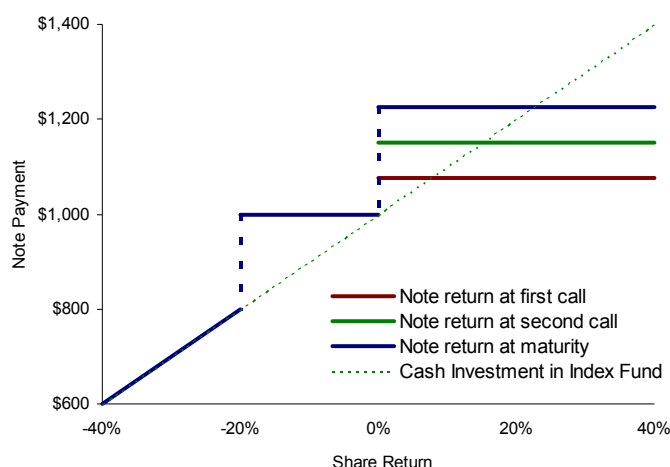 $1,400
$1,200
$1,000
$800
$600
Note Payment
Note return at first call
Note return at second call
Note return at maturity
Cash Investment in Index Fund
-40%
-20%
0%
20%
40%
Share Return